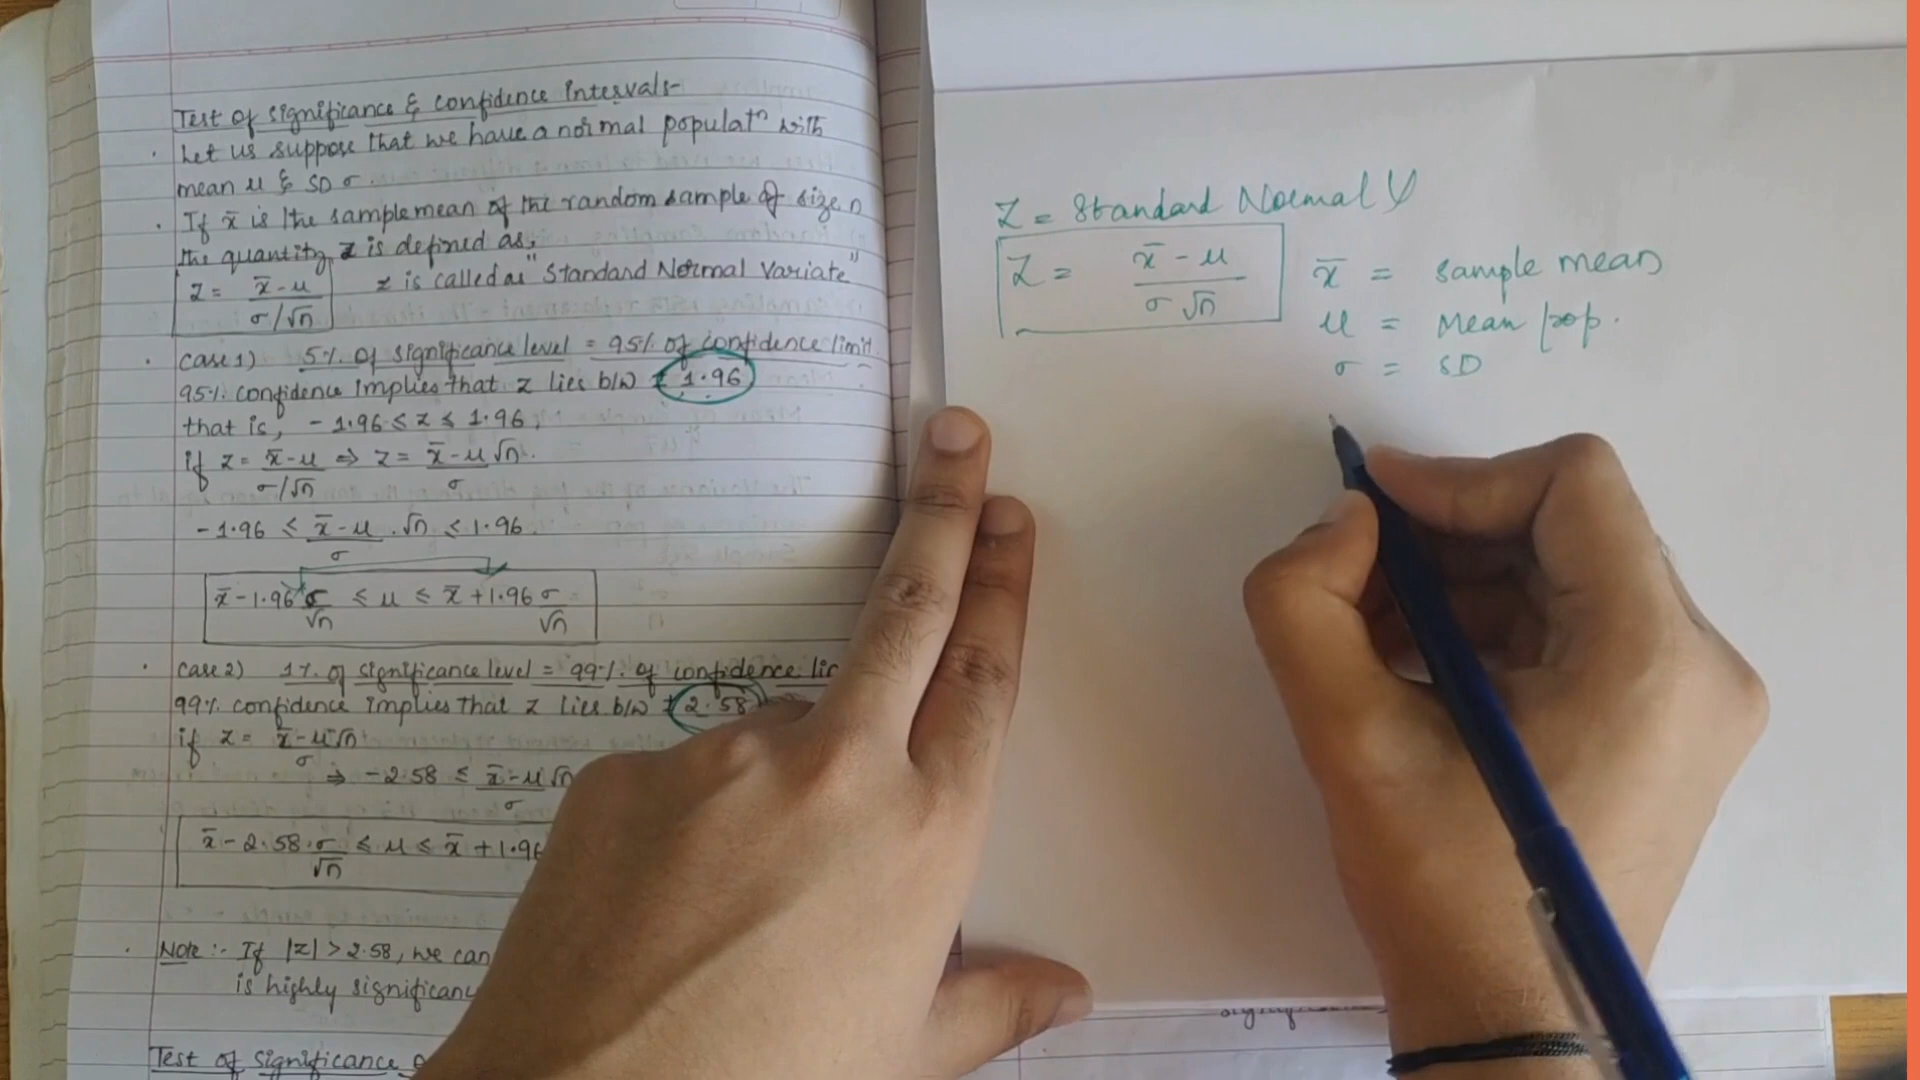 Test of significance & confidence Intervals-
. Let us suppose that we have a normal populatⁿ with
mean μ & SD σ.
. If x̄ is the sample mean of the random sample of size n
the quantity z is defined as,
z = x̄-μ / σ/√n z is called as "Standard Normal Variate"
. case 1) 5% of significance level = 95% of confidence limit.
95% confidence implies that z lies b/w ± 1.96
that is, -1.96 ≤ z ≤ 1.96,
if z = x̄-μ / σ/√n ⇒ z = x̄-μ√n / σ.
-1.96 ≤ x̄-μ / σ . √n ≤ 1.96.
x̄-1.96 σ/√n ≤ μ ≤ x̄+1.96 σ/√n
. case 2) 1% of significance level = 99% of confidence
99% confidence implies that z lies b/w ± 2.58
if z = x̄-μ√n / σ
⇒ -2.58 ≤ x̄-μ√n / σ
x̄-2.58.σ/√n ≤ μ ≤ x̄+1.96
. Note :- If |z| > 2.58, we can
is highly
Test of significance
Z = Standard Normal V
Z = x̄-μ / σ √n
x̄ = sample mean
μ = Mean pop.
σ = SD